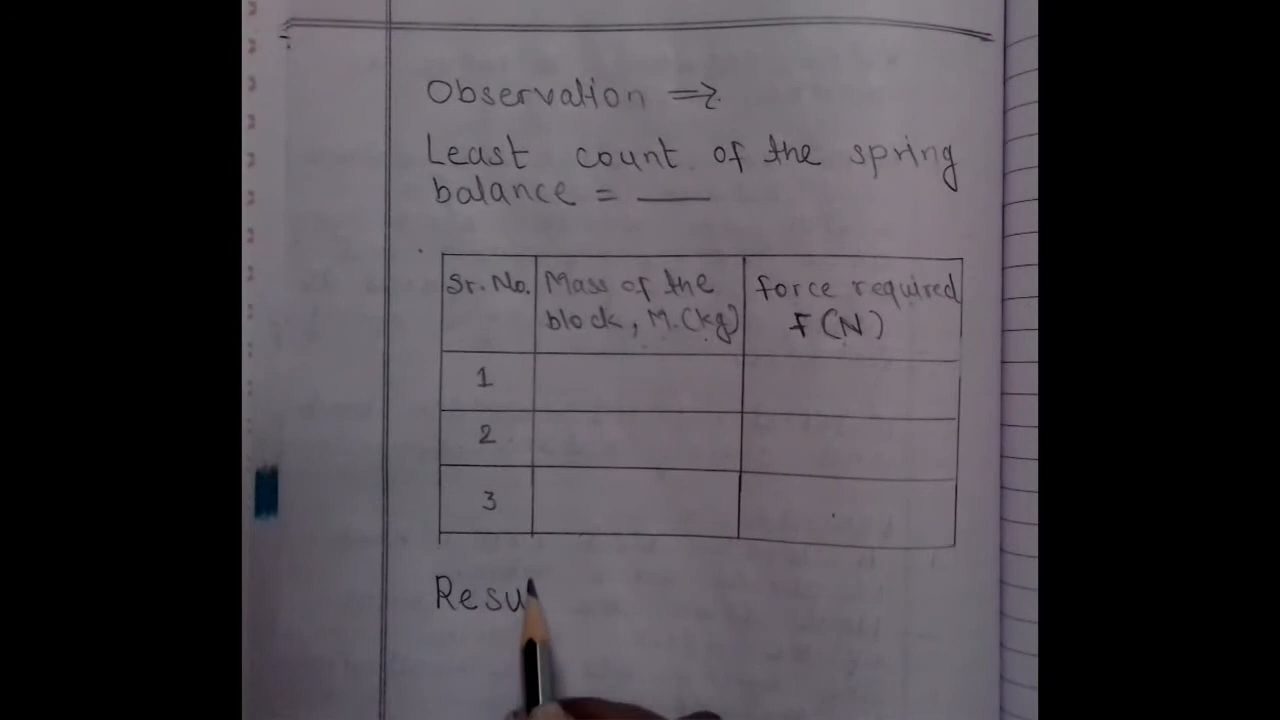 Observation ⇒
Least count of the spring
balance = ___
Sr. No. Mass of the block, M. (kg) Force required F (N)
1
2
3
Resu